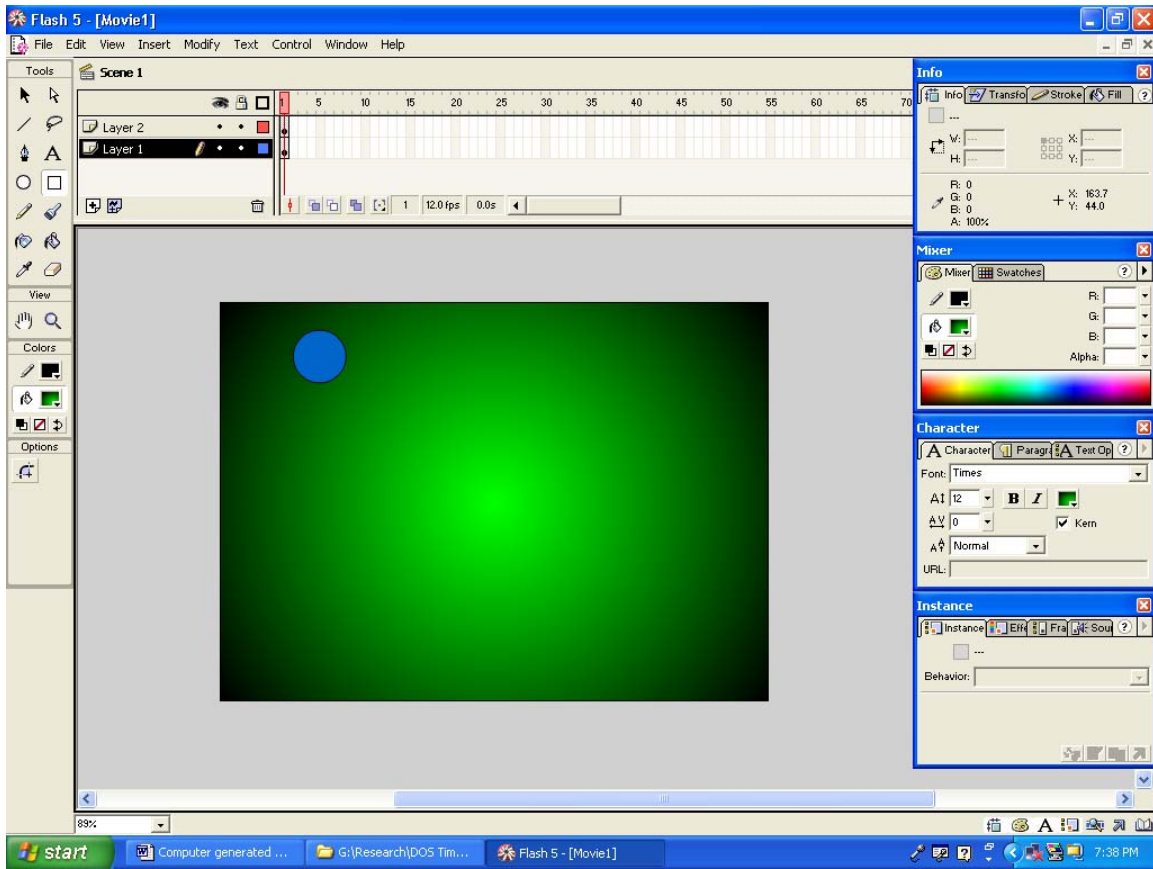 Flash 5 - [Movie1]
File Edit View Insert Modify Text Control Window Help
Tools
Scene 1
1 5 10 15 20 25 30 35 40 45 50 55 60 65 70
Layer 2
Layer 1
1 12.0 fps 0.0s
View
Colors
Options
Info
Info Transfo Stroke Fill ?
---
W: --- X: ---
H: --- Y: ---
R: 0
G: 0
B: 0
A: 100%
X: 163.7
Y: 44.0
Mixer
Mixer Swatches ?
R:
G:
B:
Alpha:
Character
A Character Paragra A Text Op ?
Font: Times
12 B I
0 Kern
Normal
URL:
Instance
Instance Effe Fra Sour ?
---
Behavior:
89%
start Computer generated ... G:\Research\DOS Tim... Flash 5 - [Movie1] 7:38 PM